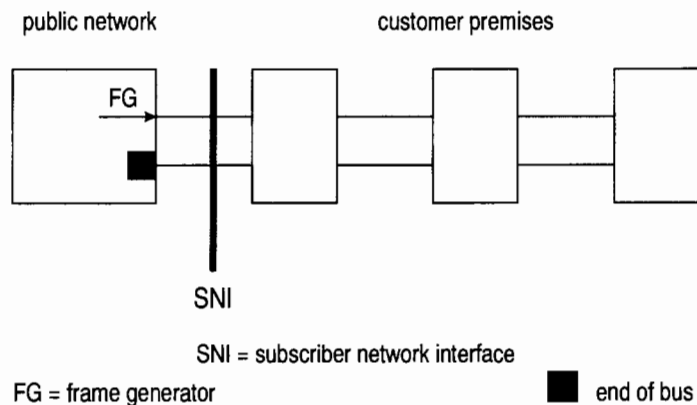 public network
customer premises
FG
SNI
SNI = subscriber network interface
FG = frame generator
end of bus